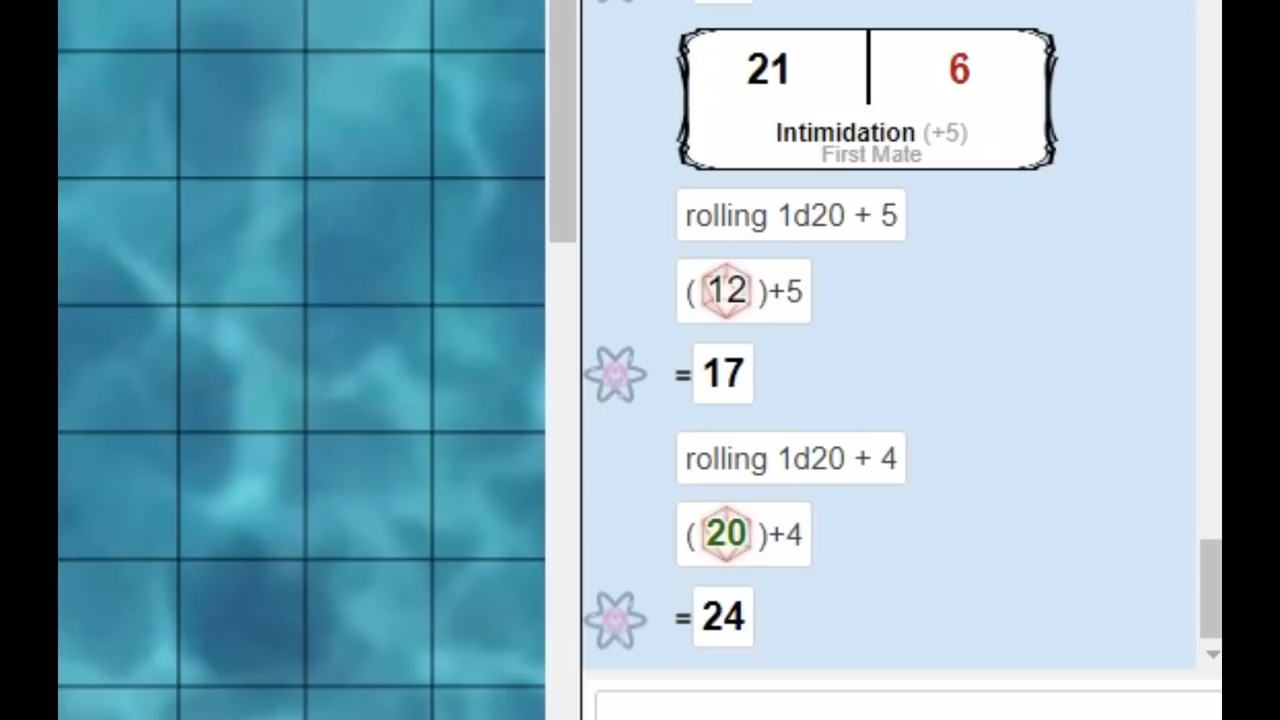 21 6
Intimidation (+5)
First Mate
rolling 1d20 + 5
(12)+5
=17
rolling 1d20 + 4
(20)+4
=24